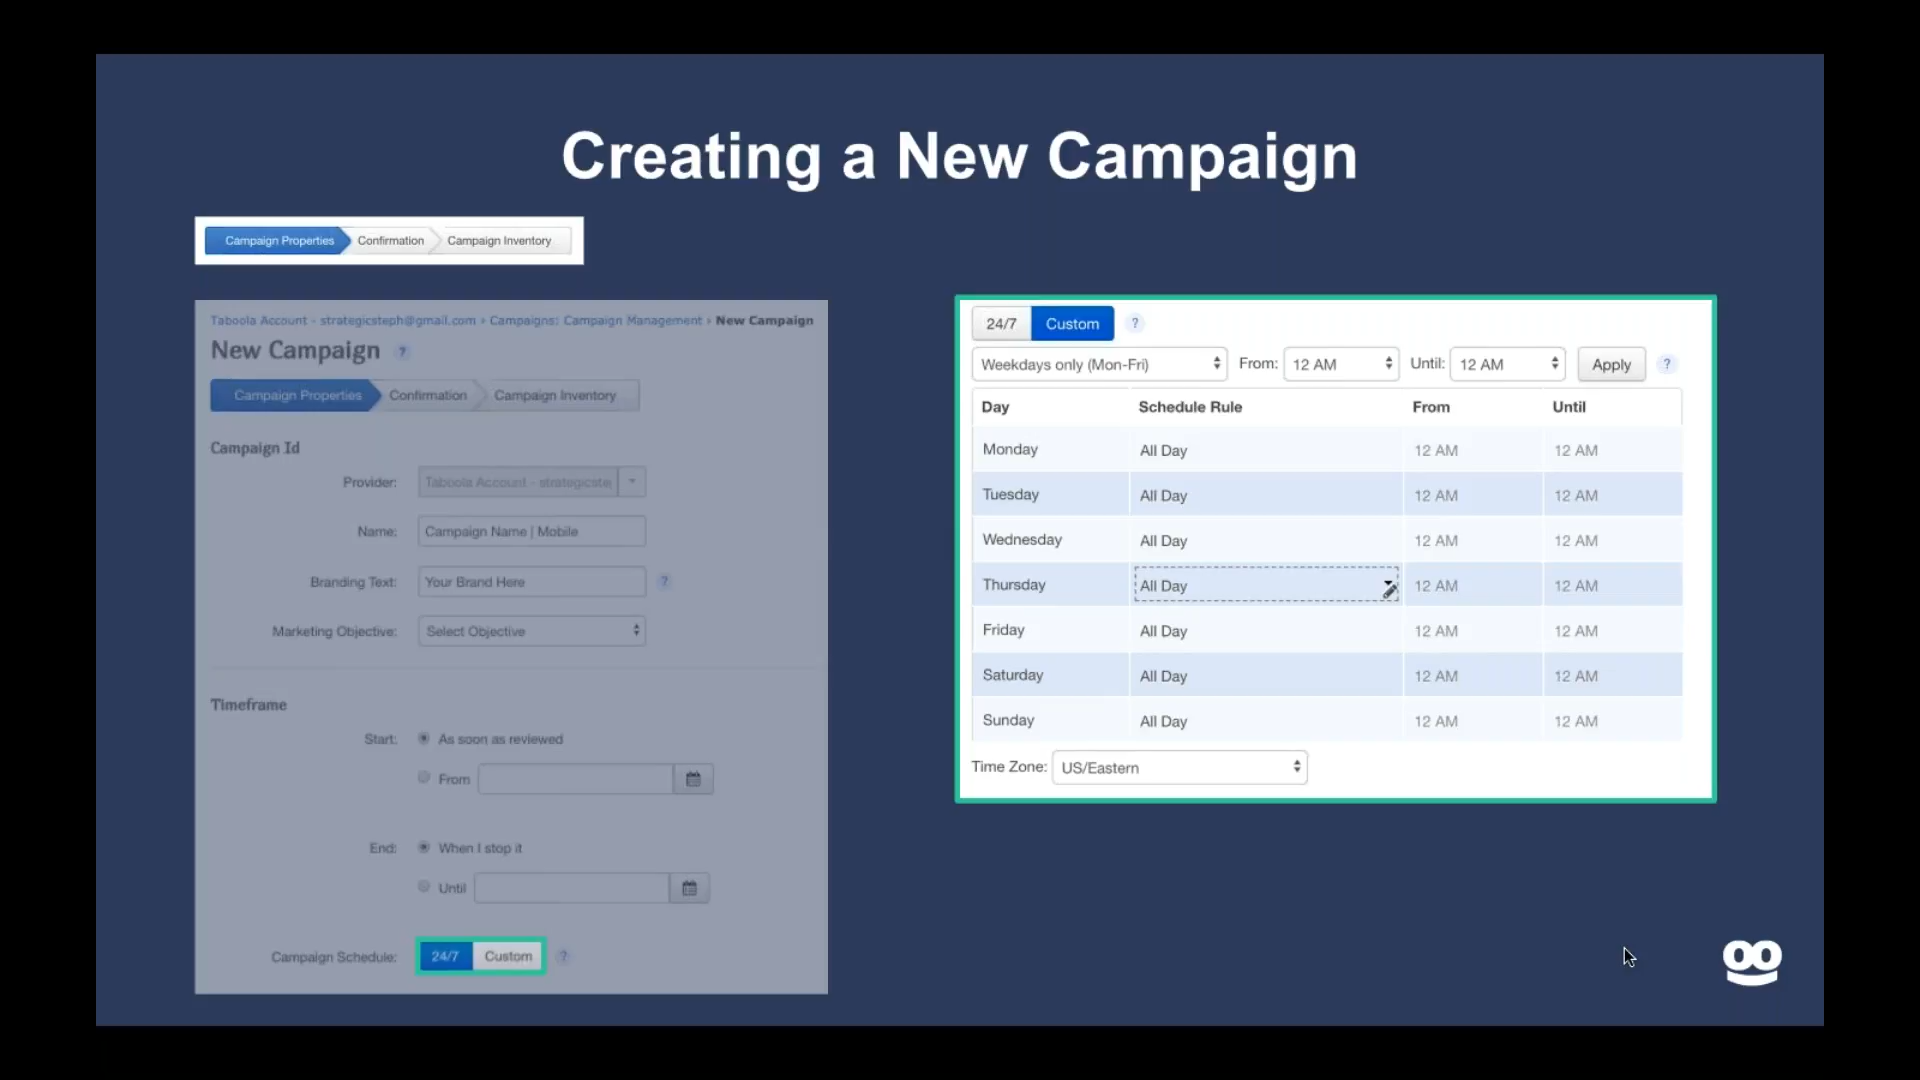 Creating a New Campaign
Campaign Properties Confirmation Campaign Inventory
Taboola Account - strategicsteph@gmail.com › Campaigns: Campaign Management › New Campaign
New Campaign ?
Campaign Properties Confirmation Campaign Inventory
Campaign Id
Provider: Taboola Account - strategicste
Name: Campaign Name | Mobile
Branding Text: Your Brand Here ?
Marketing Objective: Select Objective
Timeframe
Start: As soon as reviewed
From
End: When I stop it
Until
Campaign Schedule: 24/7 Custom ?
24/7 Custom ?
Weekdays only (Mon-Fri) From: 12 AM Until: 12 AM Apply ?
Day Schedule Rule From Until
Monday All Day 12 AM 12 AM
Tuesday All Day 12 AM 12 AM
Wednesday All Day 12 AM 12 AM
Thursday All Day 12 AM 12 AM
Friday All Day 12 AM 12 AM
Saturday All Day 12 AM 12 AM
Sunday All Day 12 AM 12 AM
Time Zone: US/Eastern